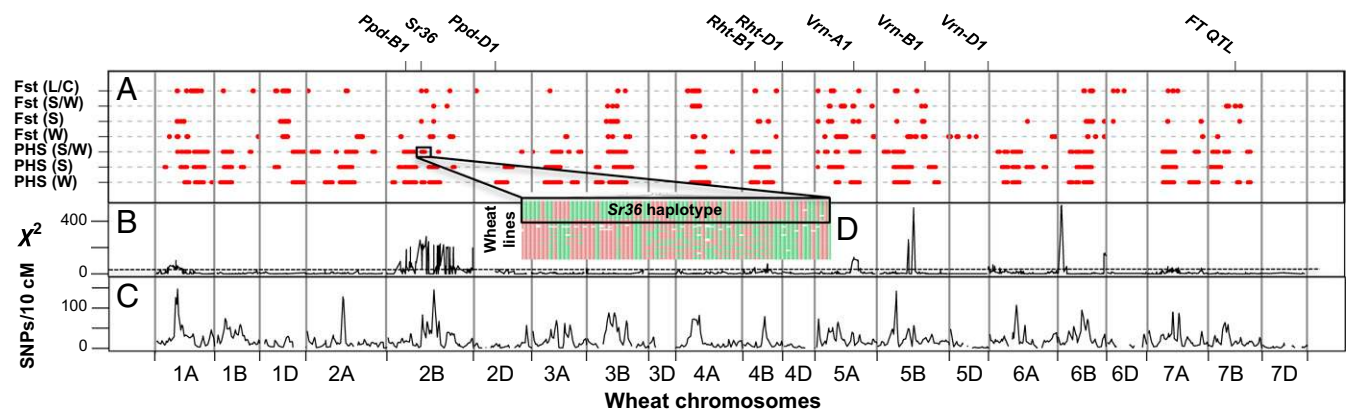 Ppd-B1 Sr36 Ppd-D1 Rht-B1 Rht-D1 Vrn-A1 Vrn-B1 Vrn-D1 FT QTL
A
Fst (L/C)
Fst (S/W)
Fst (S)
Fst (W)
PHS (S/W)
PHS (S)
PHS (W)
Sr36 haplotype
Wheat
lines
D
B
χ2
400
0
C
SNPs/10 cM
100
0
1A 1B 1D 2A 2B 2D 3A 3B 3D 4A 4B 4D 5A 5B 5D 6A 6B 6D 7A 7B 7D
Wheat chromosomes